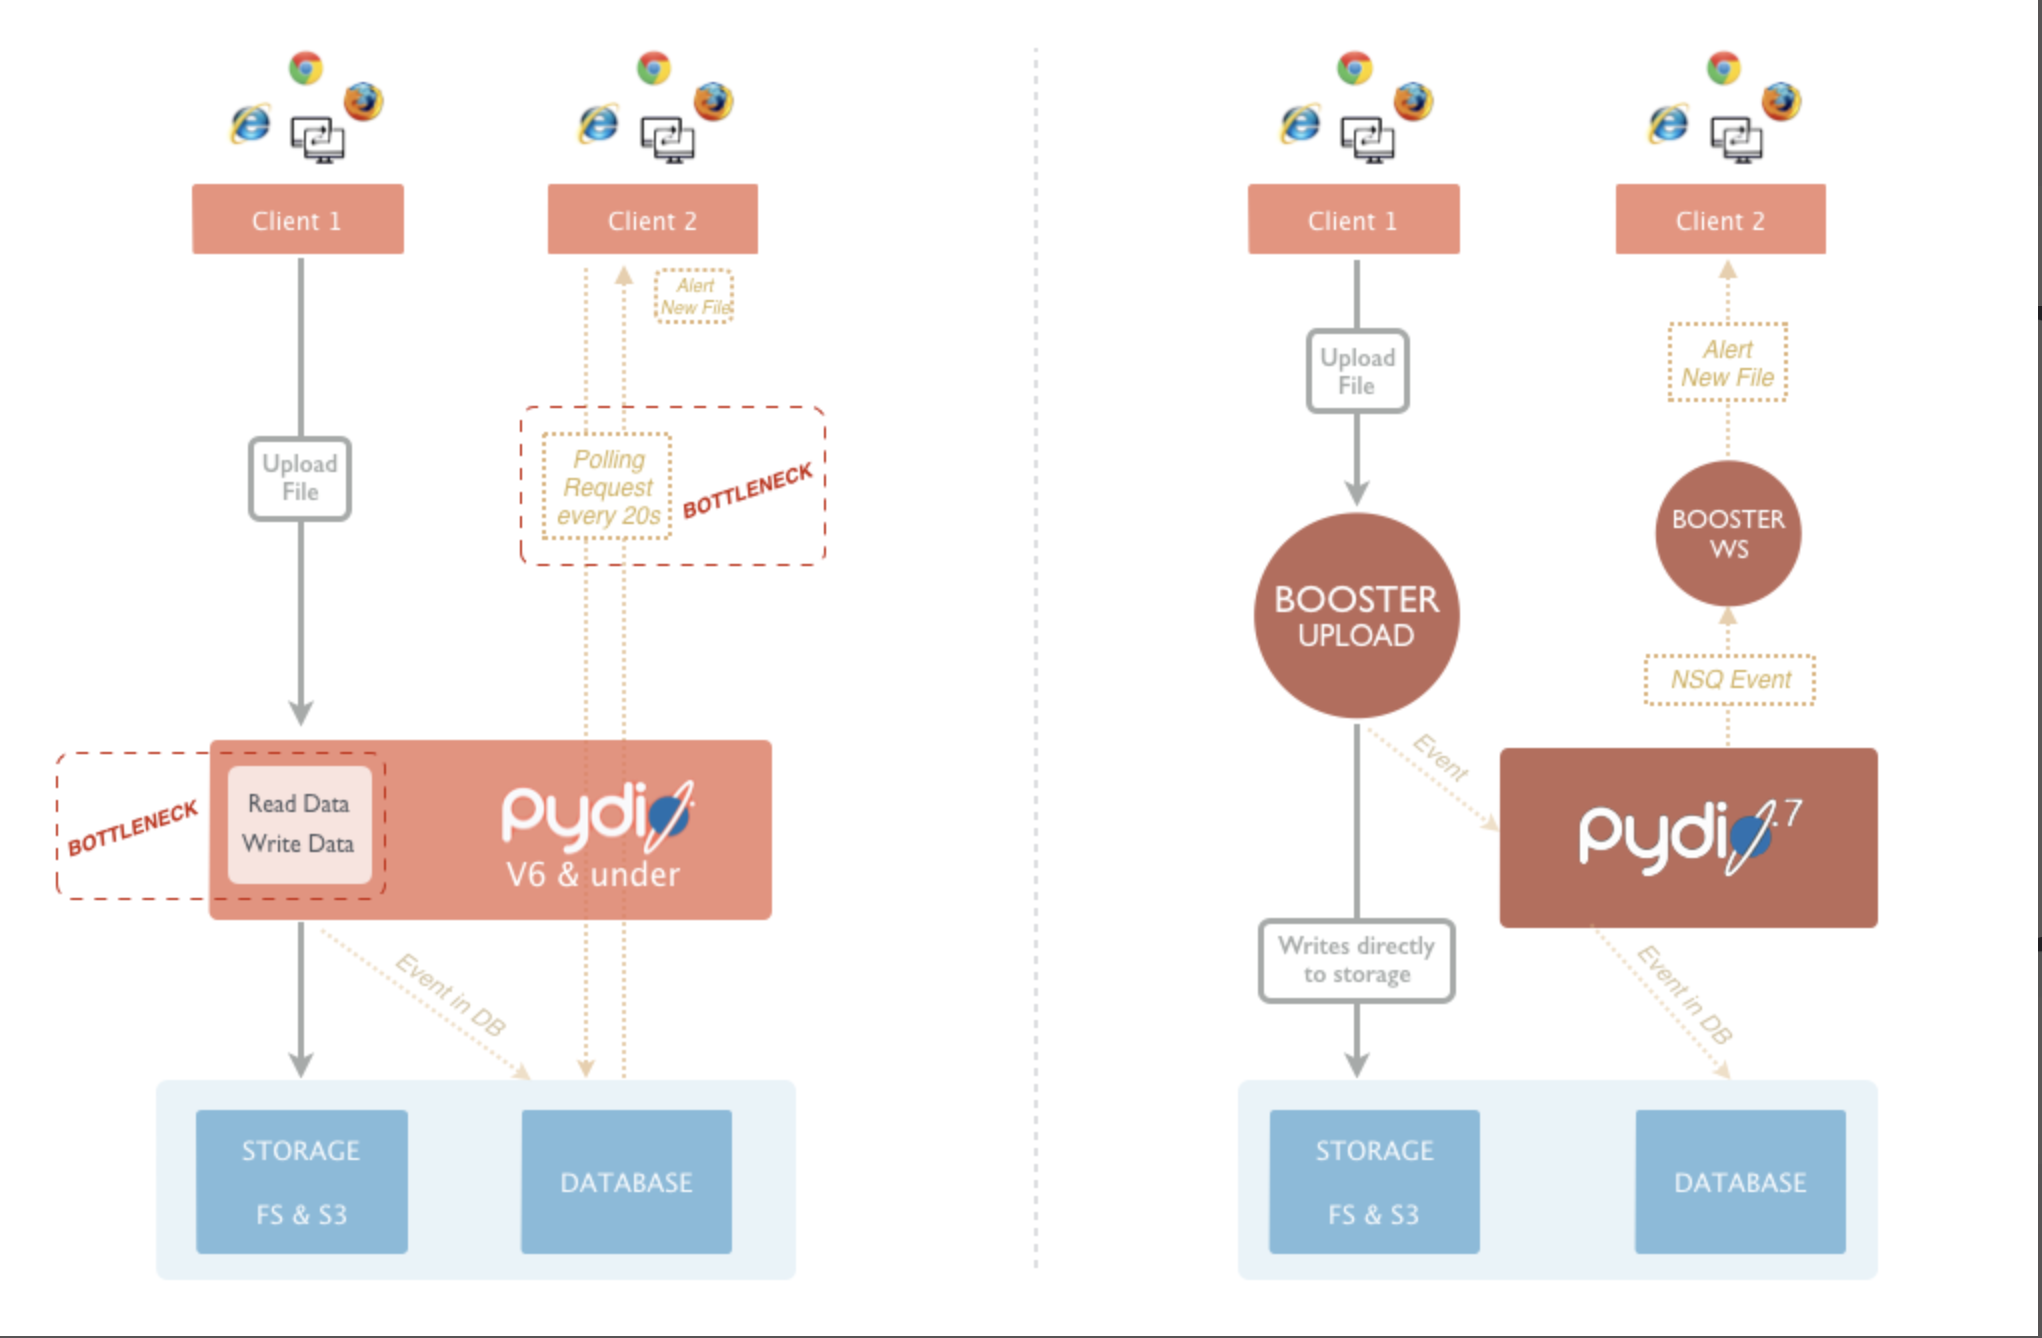 Client 1
Client 2
Alert
New File
Upload
File
Polling
Request
every 20s
BOTTLENECK
BOTTLENECK
Read Data
Write Data
pydio
V6 & under
Event in DB
STORAGE
FS & S3
DATABASE
Client 1
Client 2
Upload
File
Alert
New File
BOOSTER
WS
BOOSTER
UPLOAD
NSQ Event
Event
pydio.7
Writes directly
to storage
Event in DB
STORAGE
FS & S3
DATABASE